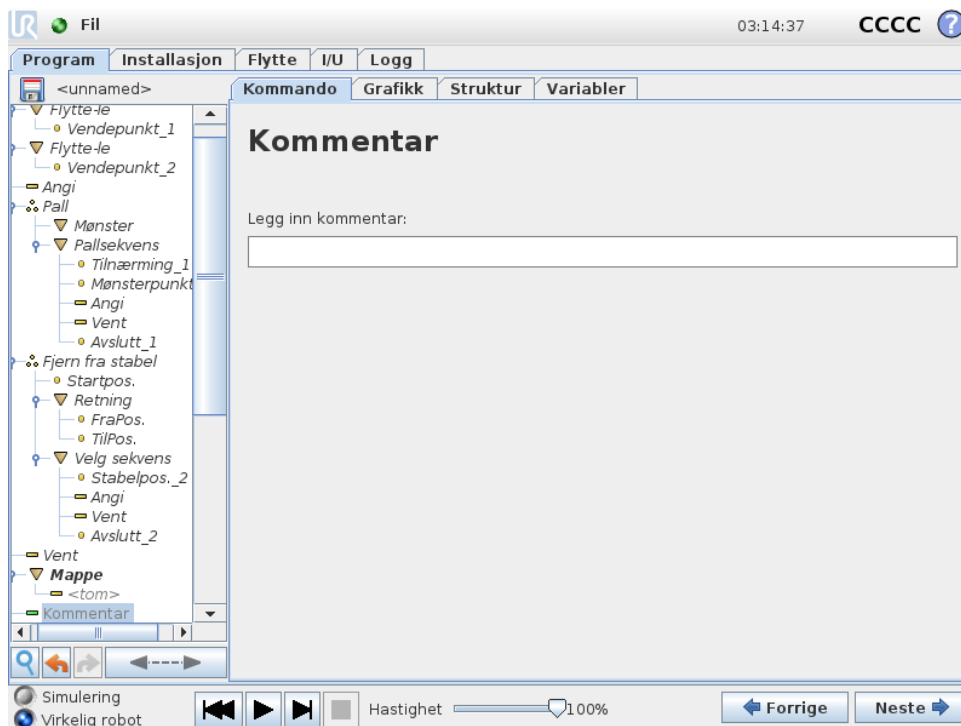 UR Fil 03:14:37 CCCC ?
Program Installasjon Flytte I/U Logg
<unnamed>
Kommando Grafikk Struktur Variabler
Flytte-le
Vendepunkt_1
Flytte-le
Vendepunkt_2
Angi
Pall
Mønster
Pallsekvens
Tilnærming_1
Mønsterpunkt
Angi
Vent
Avslutt_1
Fjern fra stabel
Startpos.
Retning
FraPos.
TilPos.
Velg sekvens
Stabelpos._2
Angi
Vent
Avslutt_2
Vent
Mappe
<tom>
Kommentar
Kommentar
Legg inn kommentar:
Simulering
Virkelig robot
Hastighet 100%
Forrige Neste